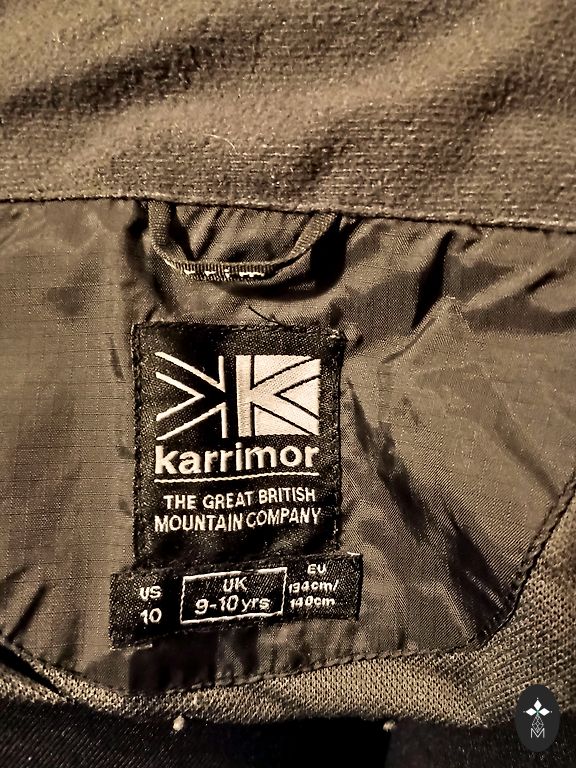 karrimor
THE GREAT BRITISH
MOUNTAIN COMPANY
US
10
UK
9-10 yrs
EU
134cm/
140cm
M